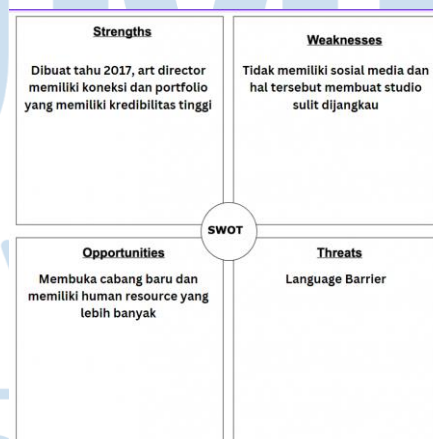 Strengths
Dibuat tahu 2017, art director
memiliki koneksi dan portfolio
yang memiliki kredibilitas tinggi
Weaknesses
Tidak memiliki sosial media dan
hal tersebut membuat studio
sulit dijangkau
SWOT
Opportunities
Membuka cabang baru dan
memiliki human resource yang
lebih banyak
Threats
Language Barrier